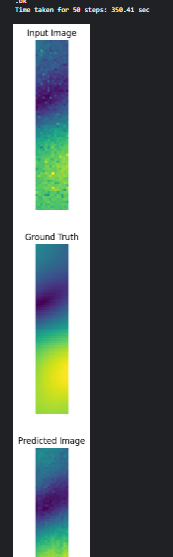 Time taken for 50 steps: 350.41 sec
Input Image
Ground Truth
Predicted Image